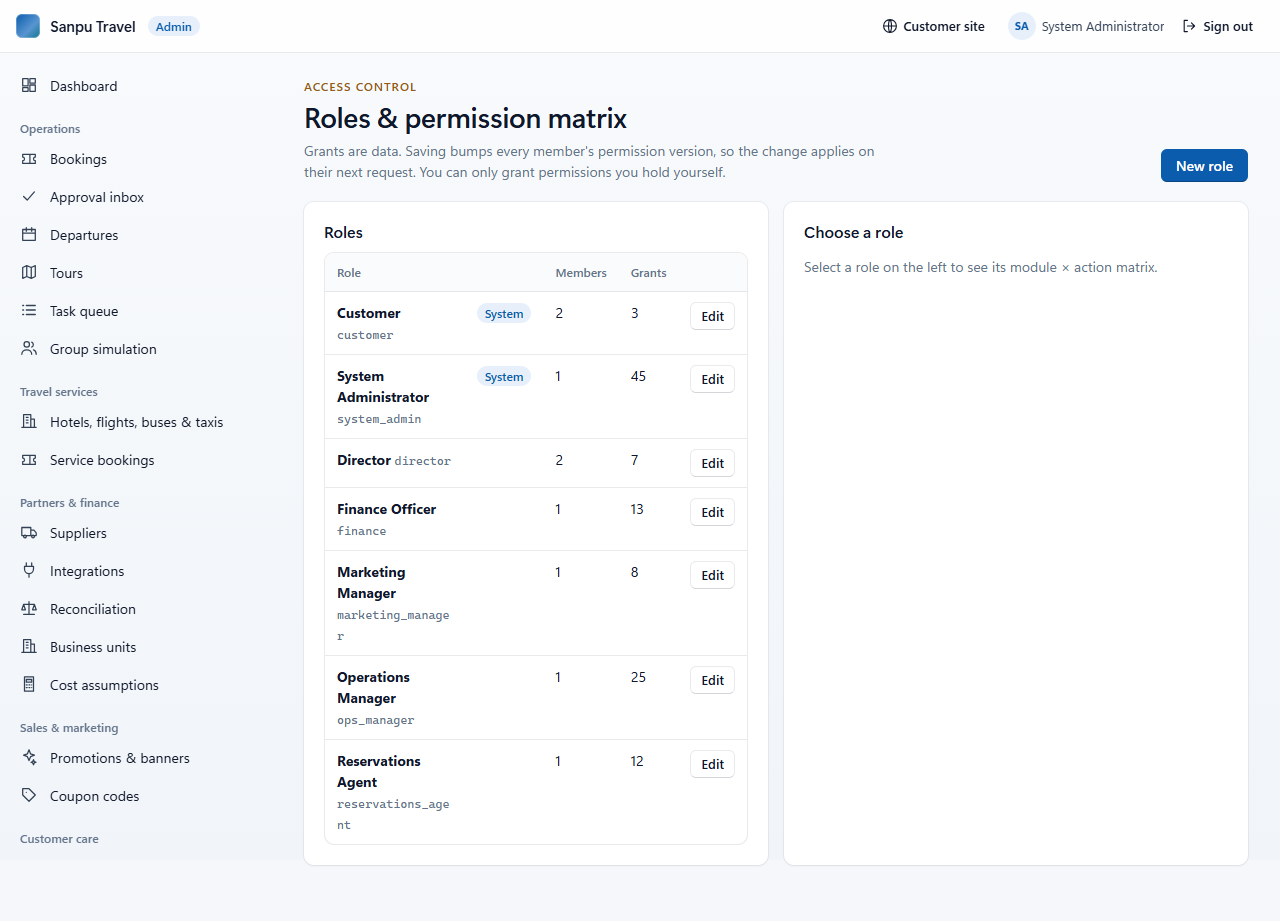 Sanpu Travel Admin Customer site SA System Administrator Sign out
Dashboard
Operations
Bookings
Approval inbox
Departures
Tours
Task queue
Group simulation
Travel services
Hotels, flights, buses & taxis
Service bookings
Partners & finance
Suppliers
Integrations
Reconciliation
Business units
Cost assumptions
Sales & marketing
Promotions & banners
Coupon codes
Customer care
ACCESS CONTROL
Roles & permission matrix
Grants are data. Saving bumps every member's permission version, so the change applies on
their next request. You can only grant permissions you hold yourself.
New role
Roles
Role Members Grants
Customer System 2 3 Edit
customer
System System 1 45 Edit
Administrator
system_admin
Director director 2 7 Edit
Finance Officer 1 13 Edit
finance
Marketing 1 8 Edit
Manager
marketing_manage
r
Operations 1 25 Edit
Manager
ops_manager
Reservations 1 12 Edit
Agent
reservations_age
nt
Choose a role
Select a role on the left to see its module × action matrix.